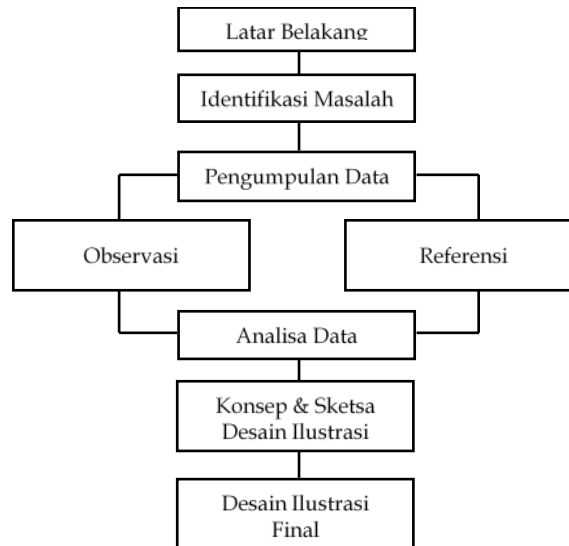 Latar Belakang
Identifikasi Masalah
Pengumpulan Data
Observasi
Referensi
Analisa Data
Konsep & Sketsa
Desain Ilustrasi
Desain Ilustrasi
Final